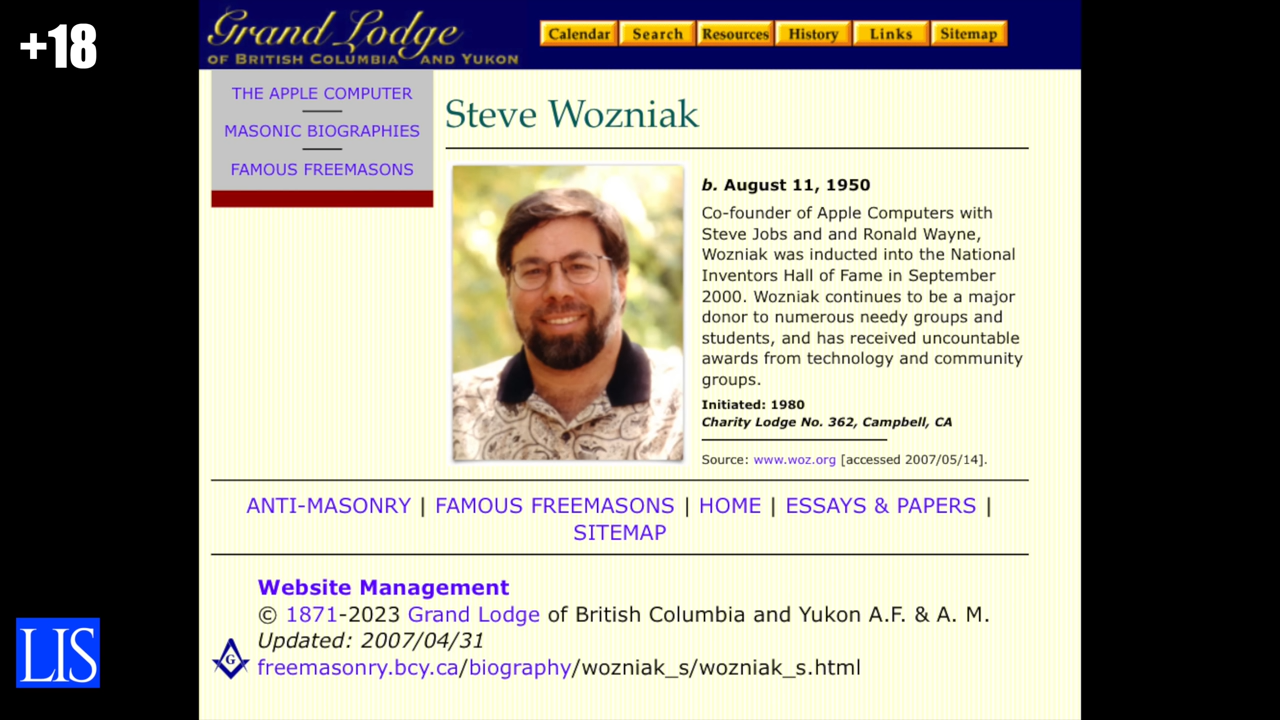 +18
Grand Lodge
OF BRITISH COLUMBIA AND YUKON
Calendar
Search
Resources
History
Links
Sitemap
THE APPLE COMPUTER
MASONIC BIOGRAPHIES
FAMOUS FREEMASONS
Steve Wozniak
b. August 11, 1950
Co-founder of Apple Computers with
Steve Jobs and and Ronald Wayne,
Wozniak was inducted into the National
Inventors Hall of Fame in September
2000. Wozniak continues to be a major
donor to numerous needy groups and
students, and has received uncountable
awards from technology and community
groups.
Initiated: 1980
Charity Lodge No. 362, Campbell, CA
Source: www.woz.org [accessed 2007/05/14].
ANTI-MASONRY | FAMOUS FREEMASONS | HOME | ESSAYS & PAPERS |
SITEMAP
Website Management
© 1871-2023 Grand Lodge of British Columbia and Yukon A.F. & A. M.
Updated: 2007/04/31
freemasonry.bcy.ca/biography/wozniak_s/wozniak_s.html
G
LIS